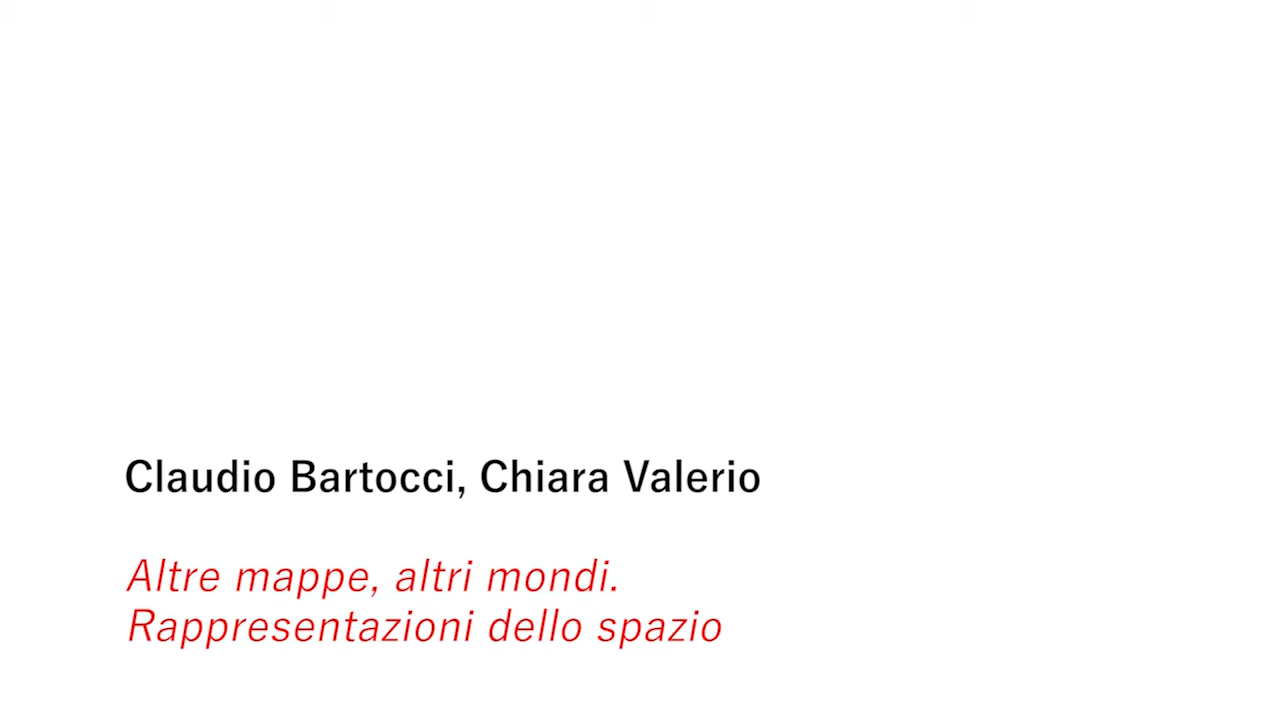 Claudio Bartocci, Chiara Valerio
Altre mappe, altri mondi.
Rappresentazioni dello spazio